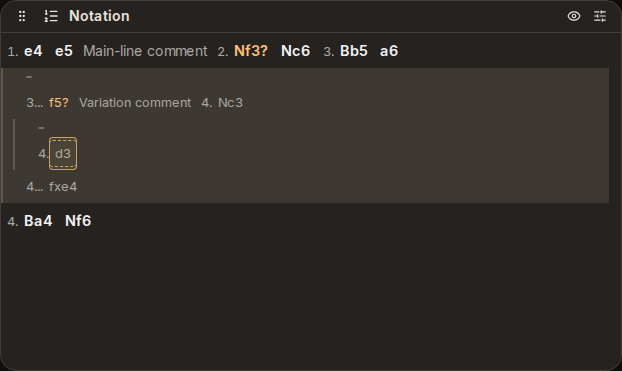 Notation
1. e4 e5 Main-line comment 2. Nf3? Nc6 3. Bb5 a6
–
3... f5? Variation comment 4. Nc3
–
4. d3
4... fxe4
4. Ba4 Nf6